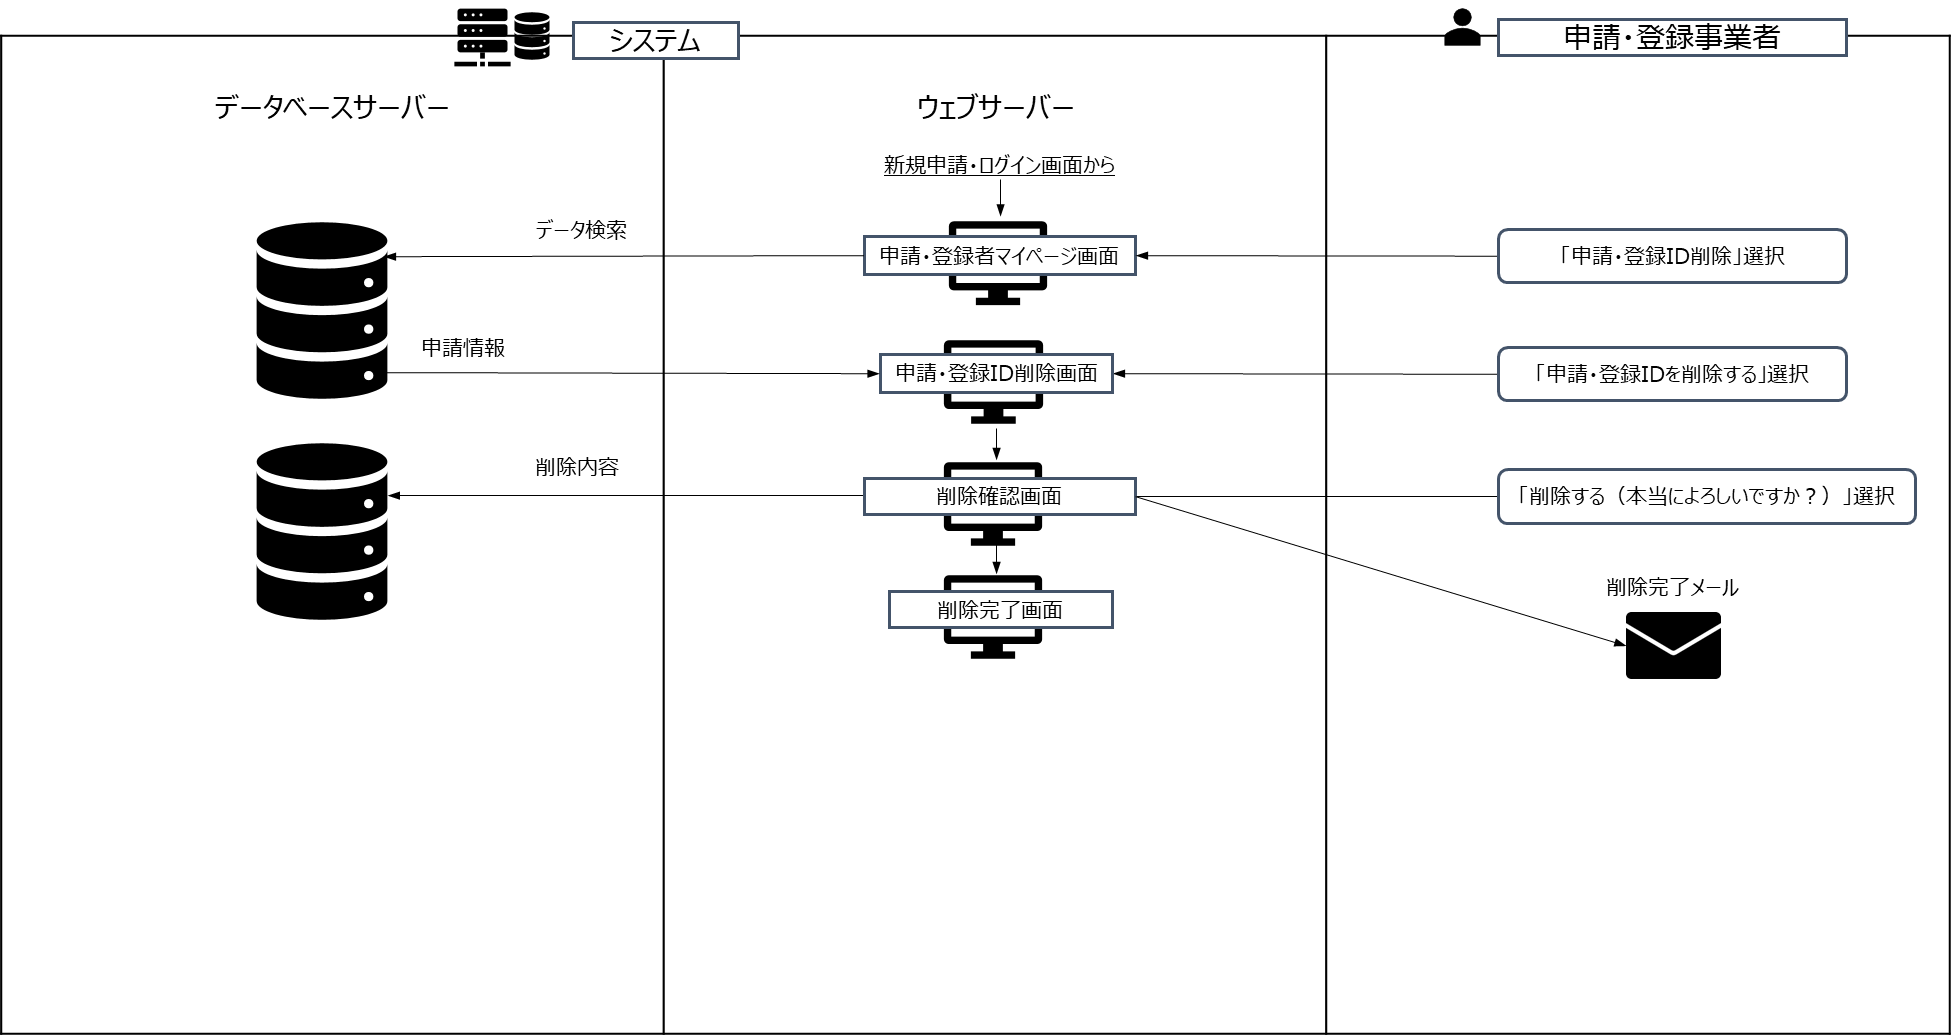 システム
申請・登録事業者
データベースサーバー
ウェブサーバー
新規申請・ログイン画面から
データ検索
申請・登録者マイページ画面
「申請・登録ID削除」選択
申請情報
申請・登録ID削除画面
「申請・登録IDを削除する」選択
削除内容
削除確認画面
「削除する（本当によろしいですか？）」選択
削除完了メール
削除完了画面